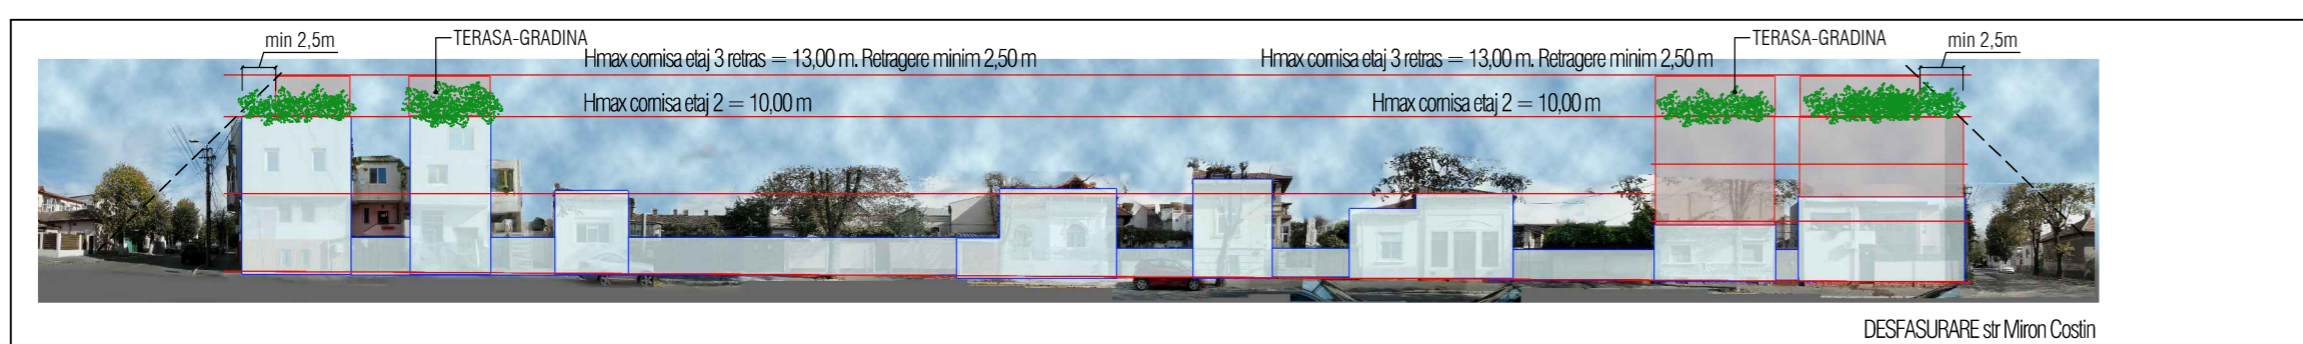 min 2,5m
TERASA-GRADINA
Hmax cornisa etaj 3 retras = 13,00 m. Retragere minim 2,50 m
Hmax cornisa etaj 3 retras = 13,00 m. Retragere minim 2,50 m
TERASA-GRADINA
min 2,5m
Hmax cornisa etaj 2 = 10,00 m
Hmax cornisa etaj 2 = 10,00 m
DESFASURARE str Miron Costin